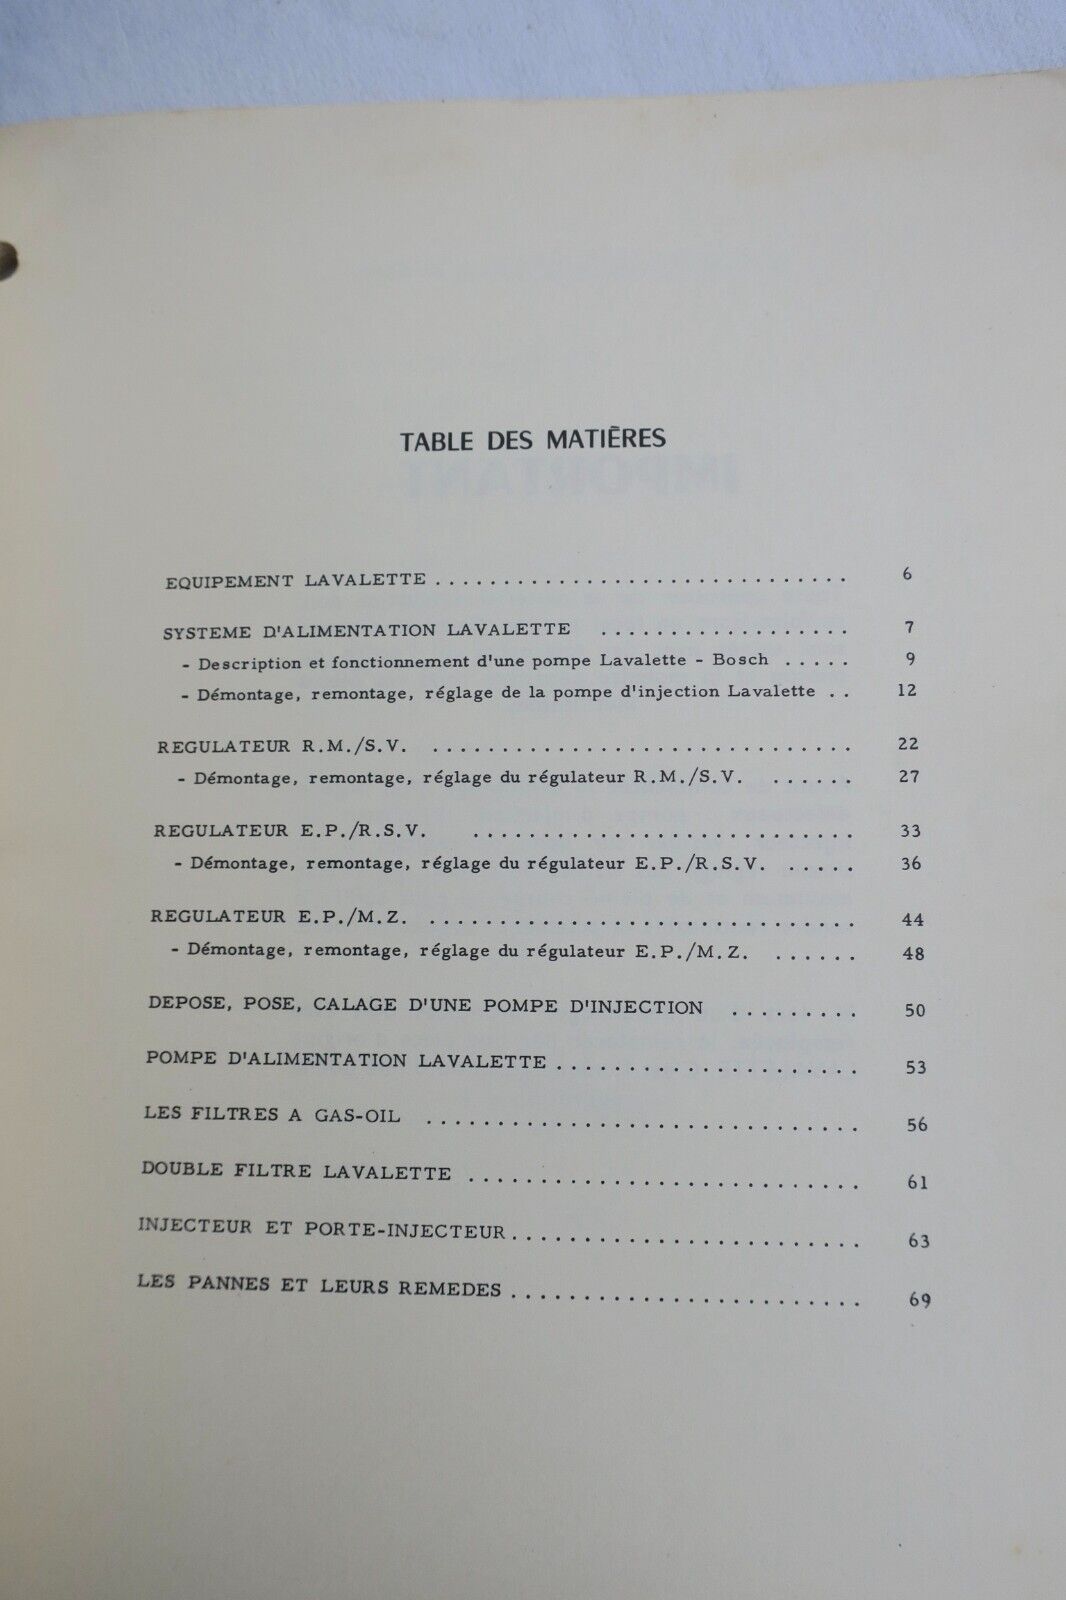 TABLE DES MATIÈRES
EQUIPEMENT LAVALETTE .............................. 6
SYSTEME D'ALIMENTATION LAVALETTE .................. 7
- Description et fonctionnement d'une pompe Lavalette - Bosch ..... 9
- Démontage, remontage, réglage de la pompe d'injection Lavalette .. 12
REGULATEUR R.M./S.V. .............................. 22
- Démontage, remontage, réglage du régulateur R.M./S.V. ...... 27
REGULATEUR E.P./R.S.V. ............................ 33
- Démontage, remontage, réglage du régulateur E.P./R.S.V. ..... 36
REGULATEUR E.P./M.Z. .............................. 44
- Démontage, remontage, réglage du régulateur E.P./M.Z. ...... 48
DEPOSE, POSE, CALAGE D'UNE POMPE D'INJECTION ......... 50
POMPE D'ALIMENTATION LAVALETTE ...................... 53
LES FILTRES A GAS-OIL ............................... 56
DOUBLE FILTRE LAVALETTE ............................ 61
INJECTEUR ET PORTE-INJECTEUR ......................... 63
LES PANNES ET LEURS REMEDES ......................... 69